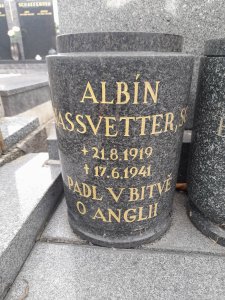 ALBÍN
ASSVETTER, S
+ 21.8.1919
+ 17.6.1941
PADL V BITVĚ
O ANGLII